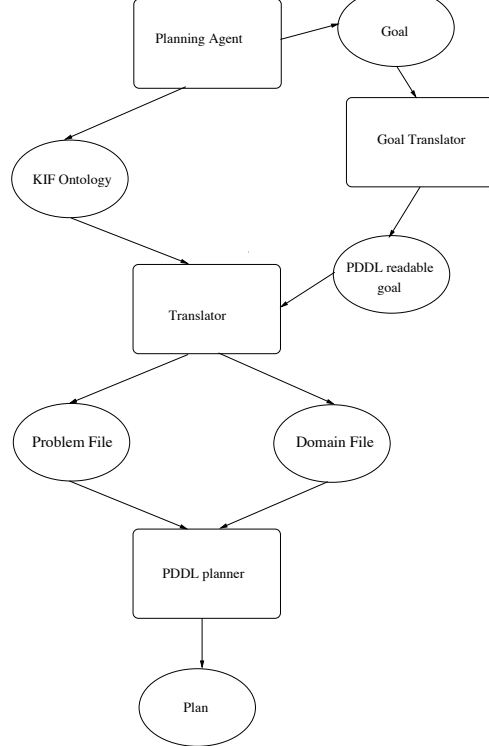 Planning Agent
Goal
Goal Translator
KIF Ontology
PDDL readable
goal
Translator
Problem File
Domain File
PDDL planner
Plan